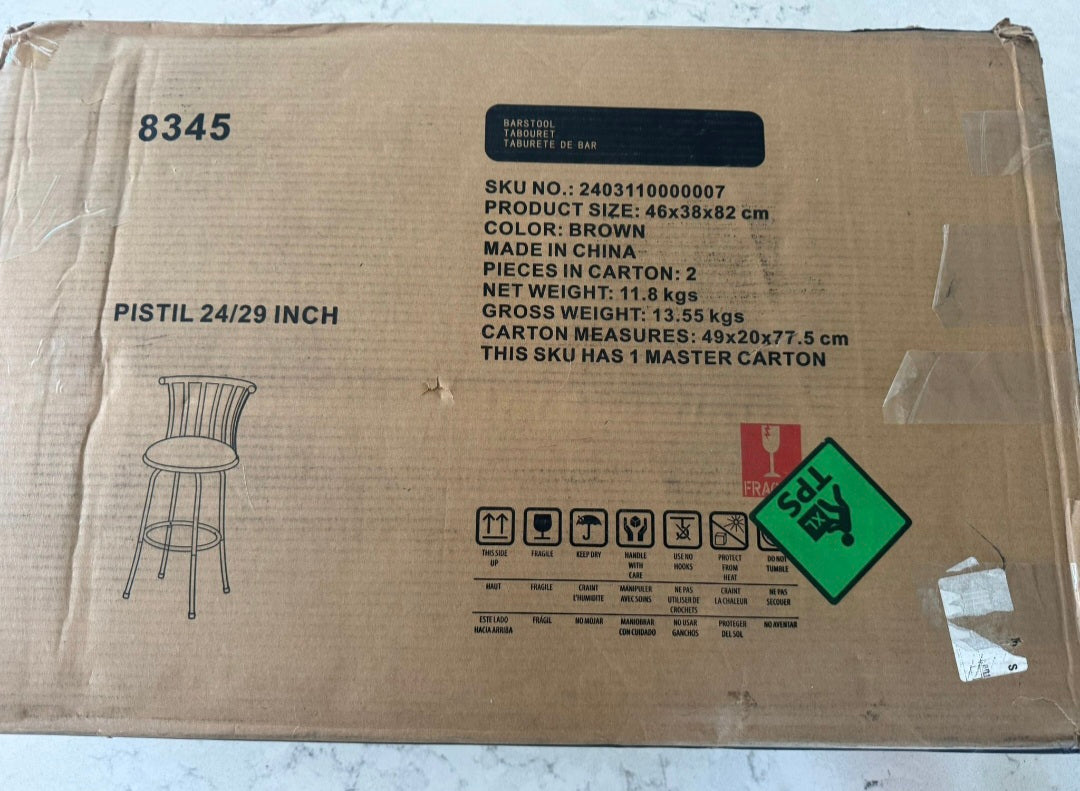 8345
BARSTOOL
TABOURET
TABURETE DE BAR
SKU NO.: 2403110000007
PRODUCT SIZE: 46x38x82 cm
COLOR: BROWN
MADE IN CHINA
PIECES IN CARTON: 2
NET WEIGHT: 11.8 kgs
GROSS WEIGHT: 13.55 kgs
CARTON MEASURES: 49x20x77.5 cm
THIS SKU HAS 1 MASTER CARTON
PISTIL 24/29 INCH
TPS
XL
THIS SIDE UP
FRAGILE
KEEP DRY
HANDLE WITH CARE
USE NO HOOKS
PROTECT FROM HEAT
DO NOT TUMBLE
HAUT
FRAGILE
CRAINT L'HUMIDITE
MANIPULER AVEC SOINS
NE PAS UTILISER DE CROCHETS
CRAINT LA CHALEUR
NE PAS SECOUER
ESTE LADO HACIA ARRIBA
FRÁGIL
NO MOJAR
MANIOBRAR CON CUIDADO
NO USAR GANCHOS
PROTEGER DEL SOL
NO AVENTAR